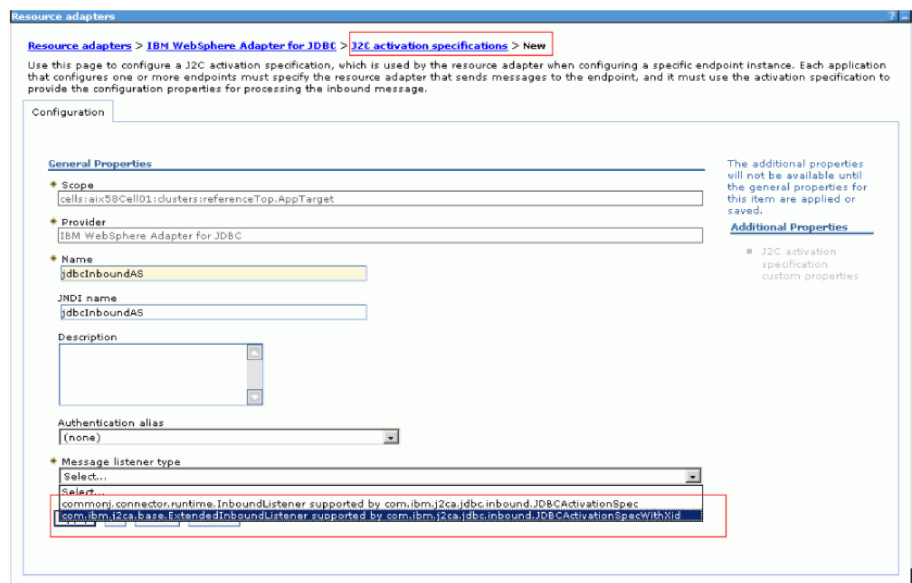 Resource adapters
? _
Resource adapters > IBM WebSphere Adapter for JDBC > J2C activation specifications > New
Use this page to configure a J2C activation specification, which is used by the resource adapter when configuring a specific endpoint instance. Each application
that configures one or more endpoints must specify the resource adapter that sends messages to the endpoint, and it must use the activation specification to
provide the configuration properties for processing the inbound message.
Configuration
General Properties
* Scope
cells:aix58Cell01:clusters:referenceTop.AppTarget
* Provider
IBM WebSphere Adapter for JDBC
* Name
jdbcInboundAS
JNDI name
jdbcInboundAS
Description
Authentication alias
(none)
* Message listener type
Select...
Select...
commonj.connector.runtime.InboundListener supported by com.ibm.j2ca.jdbc.inbound.JDBCActivationSpec
com.ibm.j2ca.base.ExtendedInboundListener supported by com.ibm.j2ca.jdbc.inbound.JDBCActivationSpecWithXid
The additional properties
will not be available until
the general properties for
this item are applied or
saved.
Additional Properties
J2C activation
specification
custom properties